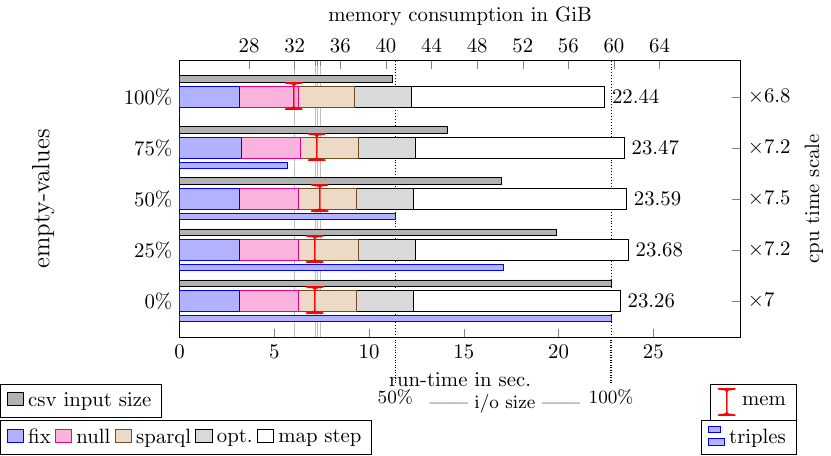 memory consumption in GiB
28 32 36 40 44 48 52 56 60 64
100% 22.44 ×6.8
75% 23.47 ×7.2
50% 23.59 ×7.5
25% 23.68 ×7.2
0% 23.26 ×7
empty-values
cpu time scale
0 5 10 15 20 25
run-time in sec.
50% i/o size 100%
csv input size
mem
fix null sparql opt. map step
triples